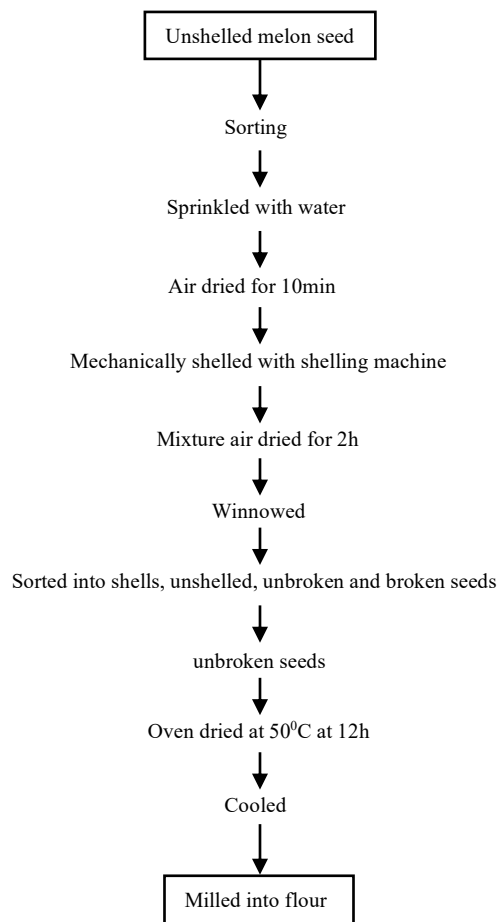 Unshelled melon seed
Sorting
Sprinkled with water
Air dried for 10min
Mechanically shelled with shelling machine
Mixture air dried for 2h
Winnowed
Sorted into shells, unshelled, unbroken and broken seeds
unbroken seeds
Oven dried at 50⁰C at 12h
Cooled
Milled into flour